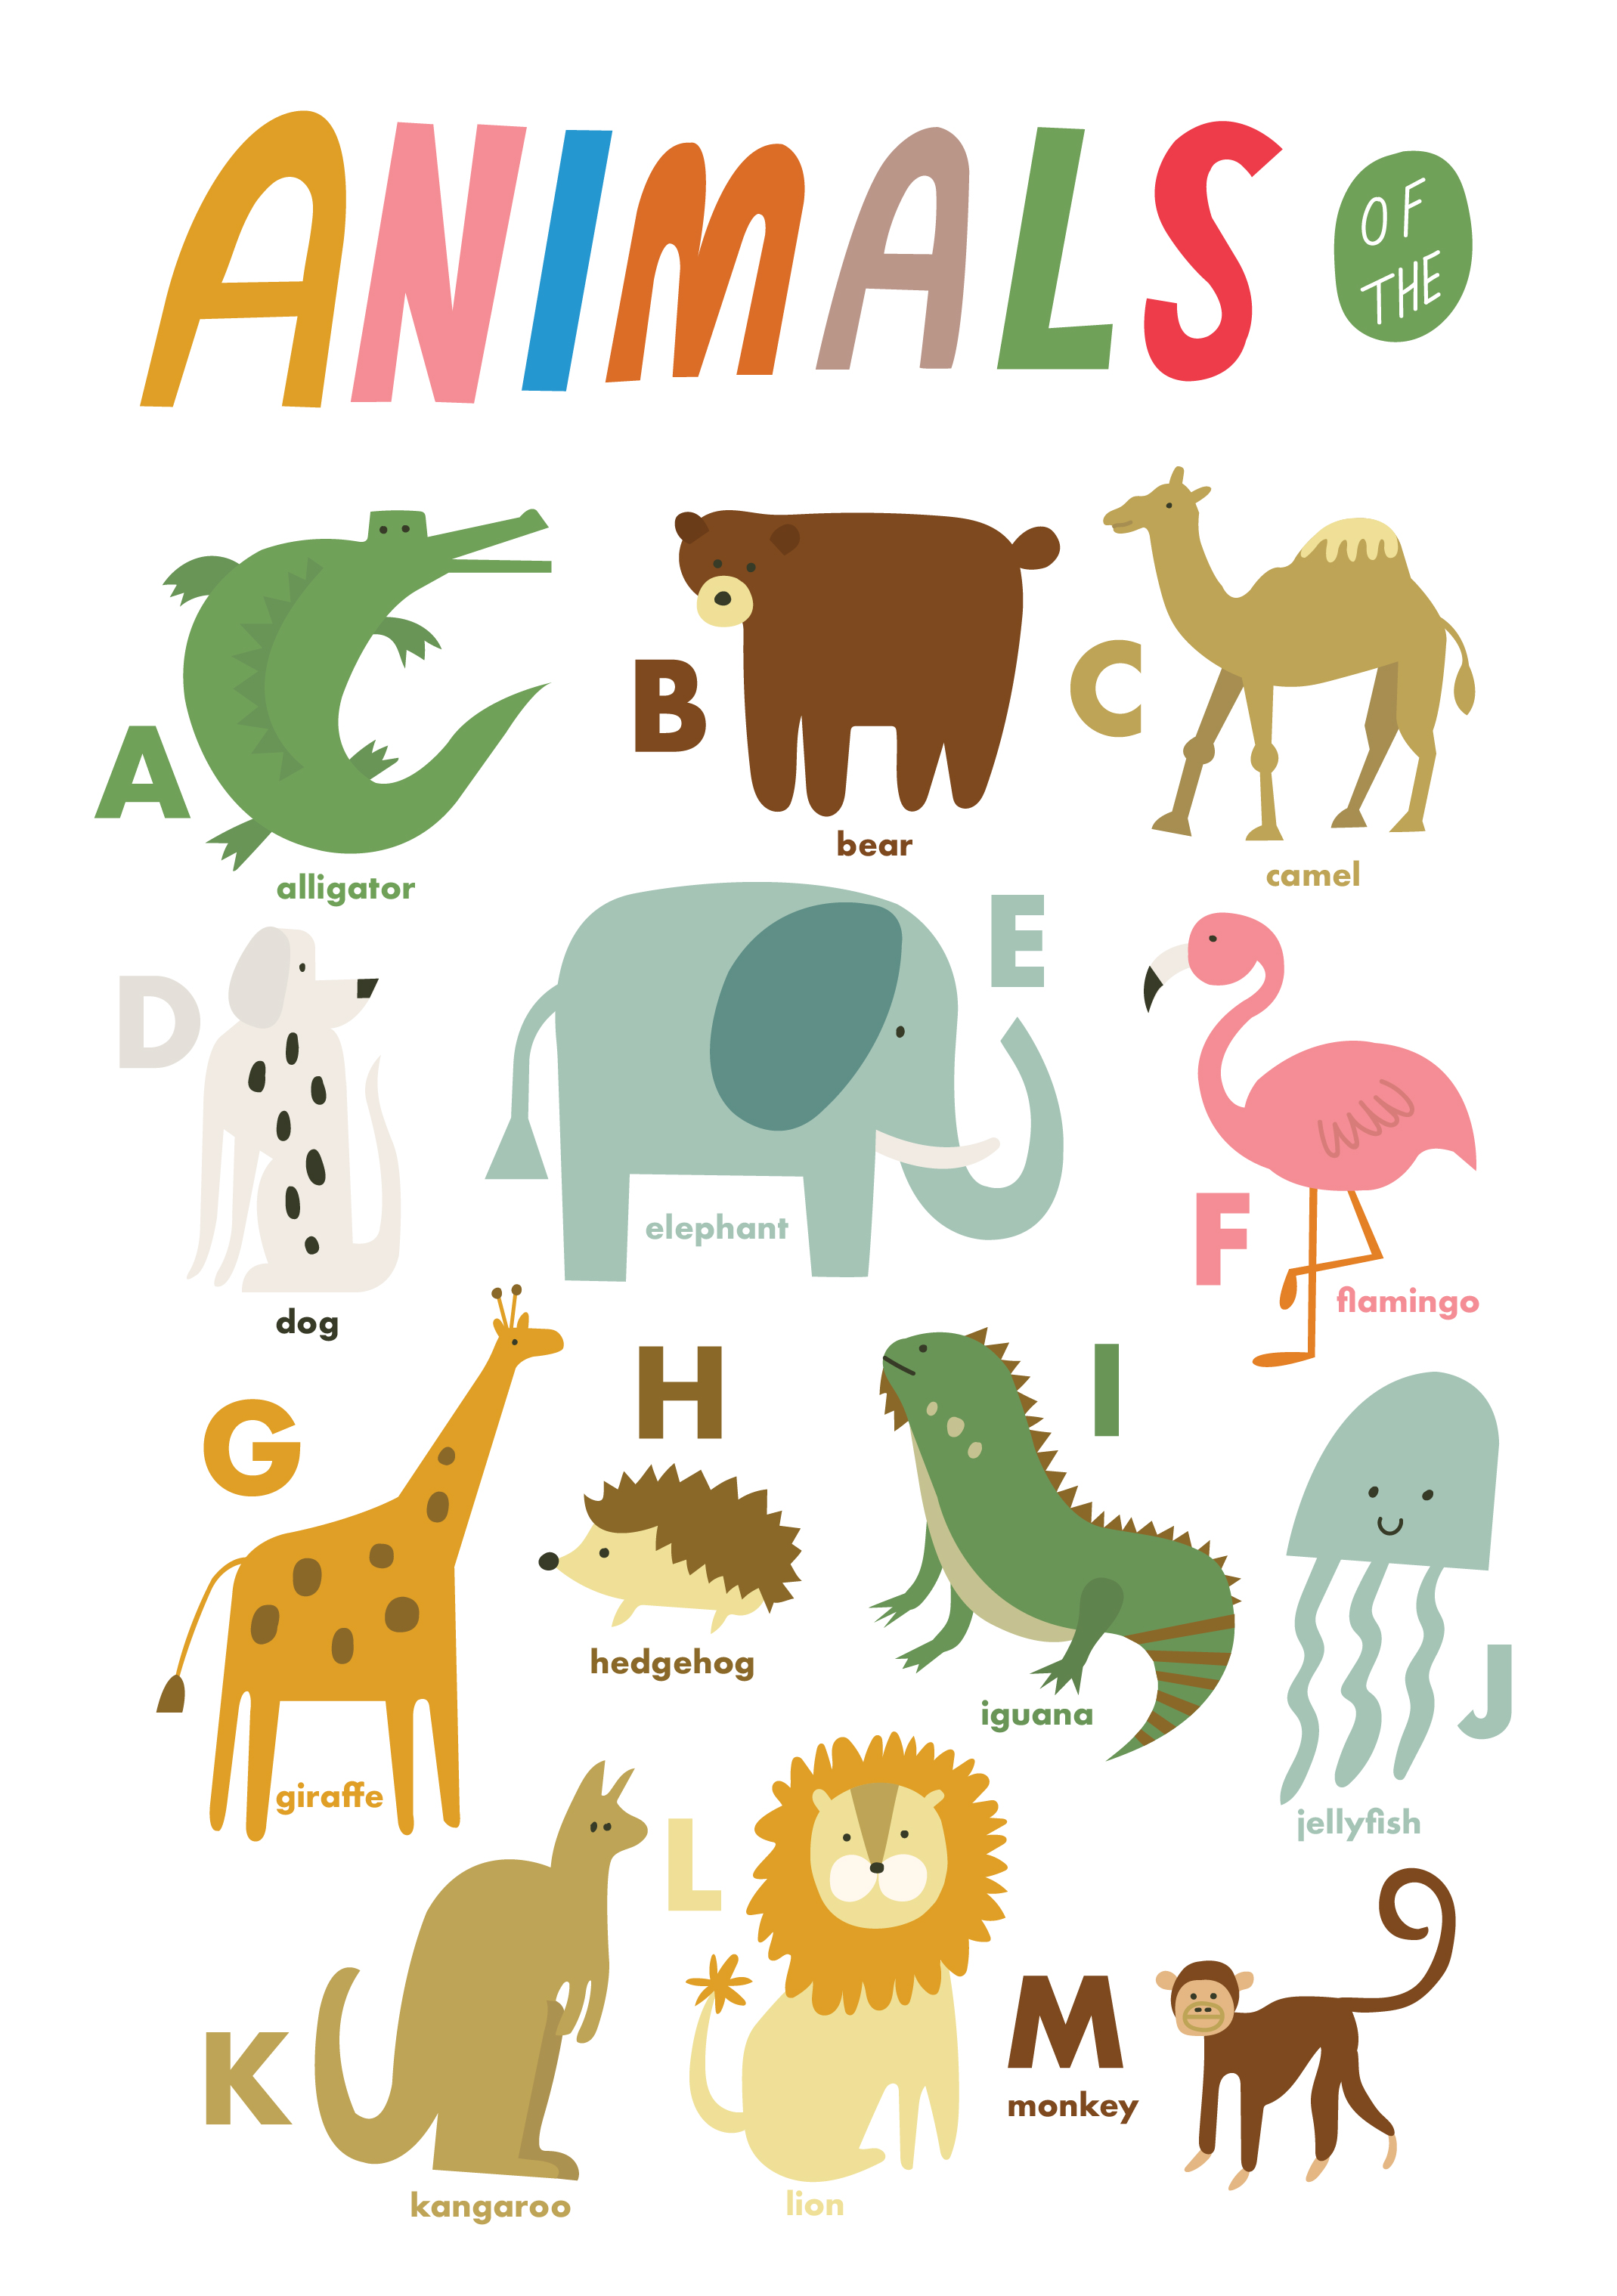 ANIMALS
OF
THE
A
alligator
B
bear
C
camel
D
dog
E
elephant
F
flamingo
G
giraffe
H
hedgehog
I
iguana
J
jellyfish
K
kangaroo
L
lion
M
monkey